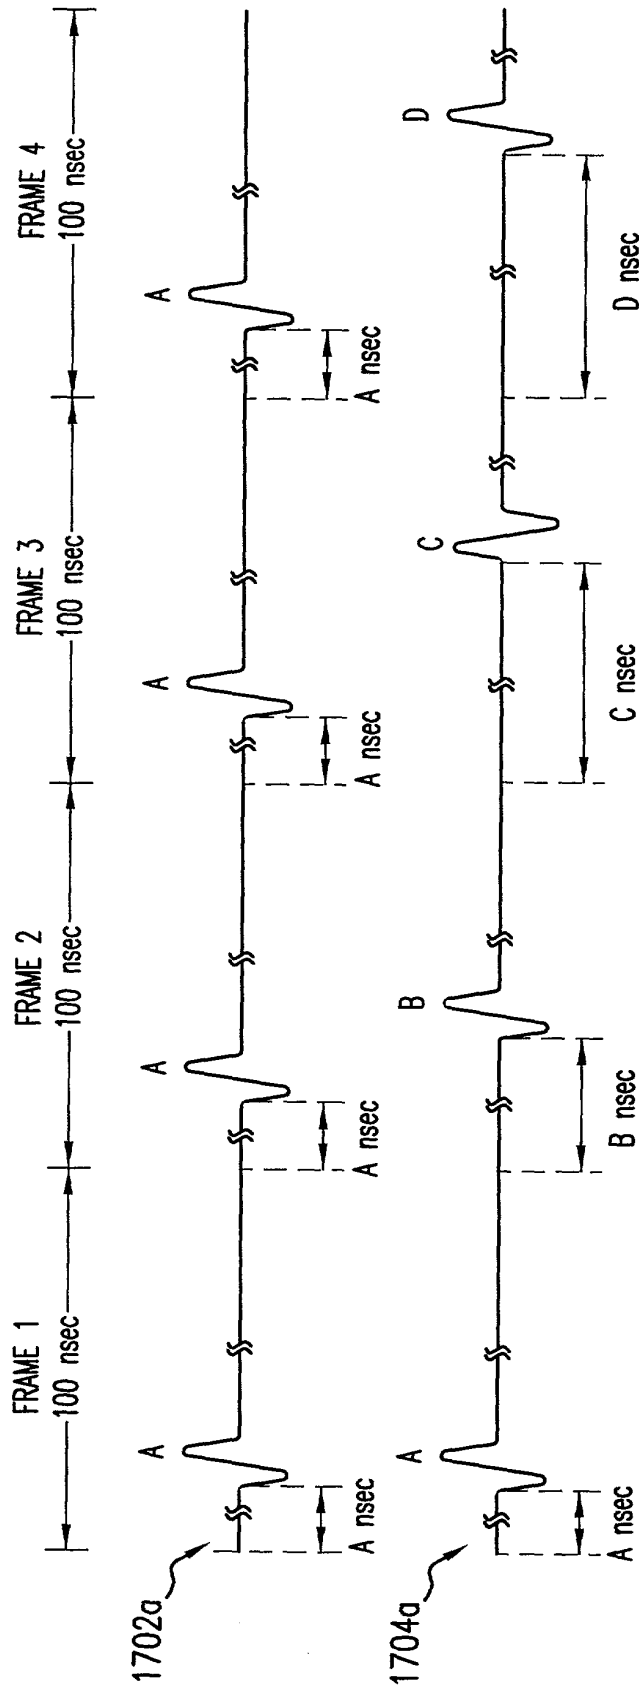 FRAME 1
FRAME 2
FRAME 3
FRAME 4
100 nsec
100 nsec
100 nsec
100 nsec
1702a
A
A
A
A
A nsec
A nsec
A nsec
A nsec
1704a
A
B
C
D
A nsec
B nsec
C nsec
D nsec